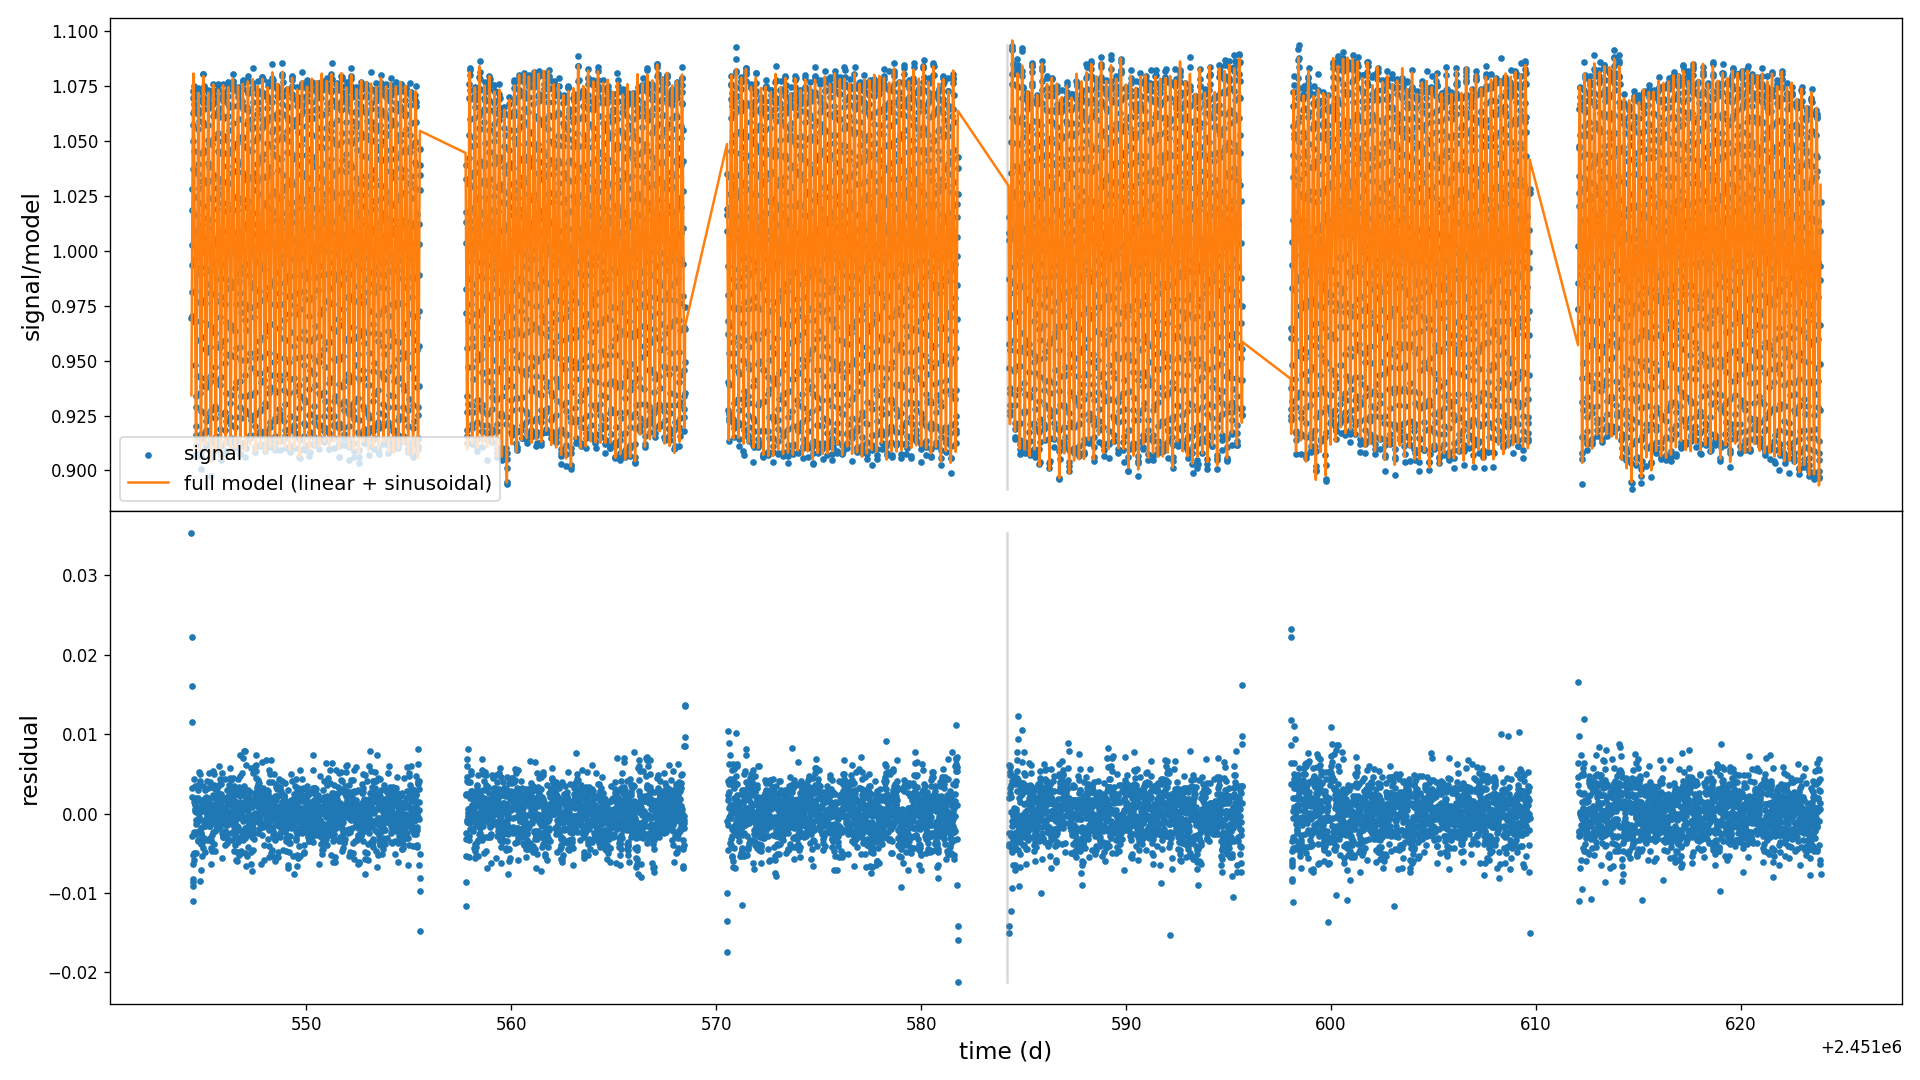 signal/model
1.100
1.075
1.050
1.025
1.000
0.975
0.950
0.925
0.900
signal
full model (linear + sinusoidal)
residual
0.03
0.02
0.01
0.00
−0.01
−0.02
550 560 570 580 590 600 610 620
time (d)
+2.451e6